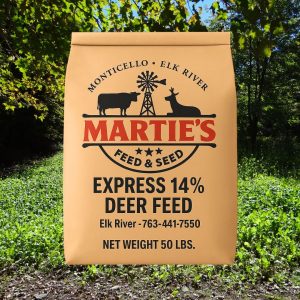 MONTICELLO • ELK RIVER
MARTIE'S
FEED & SEED
EXPRESS 14%
DEER FEED
Elk River - 763-441-7550
NET WEIGHT 50 LBS.